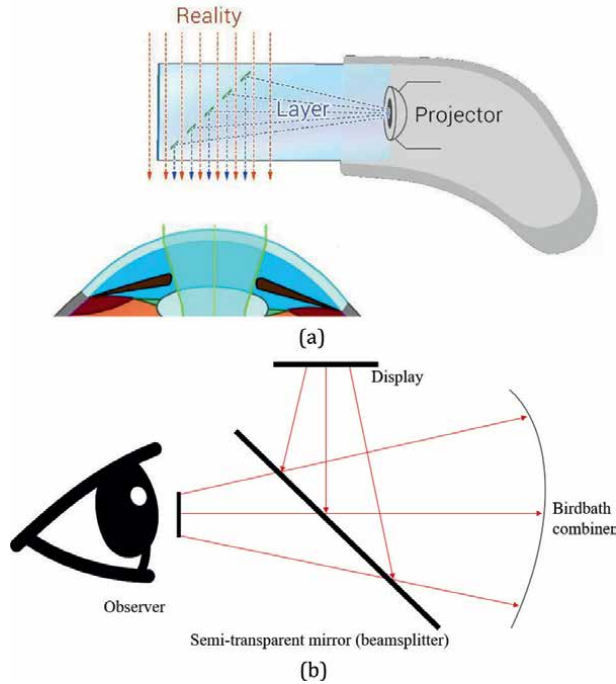 Reality
Layer
Projector
(a)
Display
Birdbath
combiner
Observer
Semi-transparent mirror (beamsplitter)
(b)